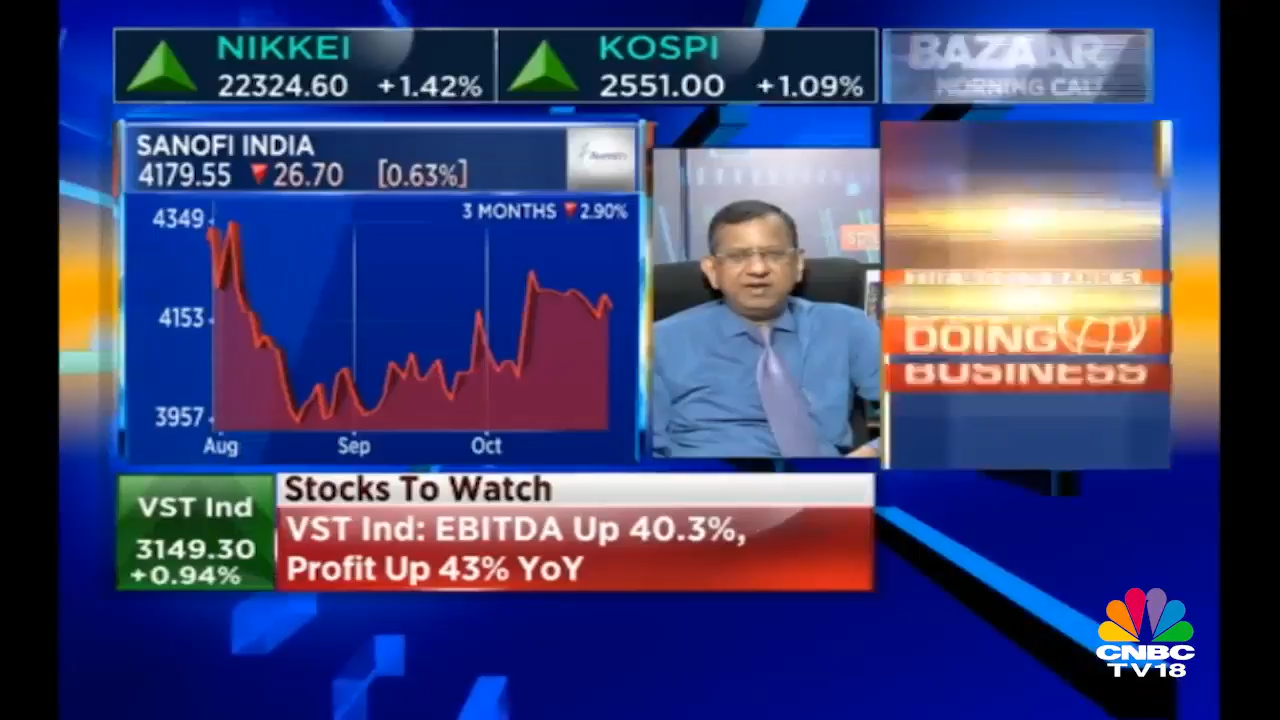 NIKKEI
22324.60 +1.42%
KOSPI
2551.00 +1.09%
BAZAAR
MORNING CALL
SANOFI INDIA
4179.55 26.70 [0.63%]
3 MONTHS 2.90%
4349
4153
3957
Aug Sep Oct
DOING
BUSINESS
VST Ind
3149.30
+0.94%
Stocks To Watch
VST Ind: EBITDA Up 40.3%,
Profit Up 43% YoY
CNBC
TV18